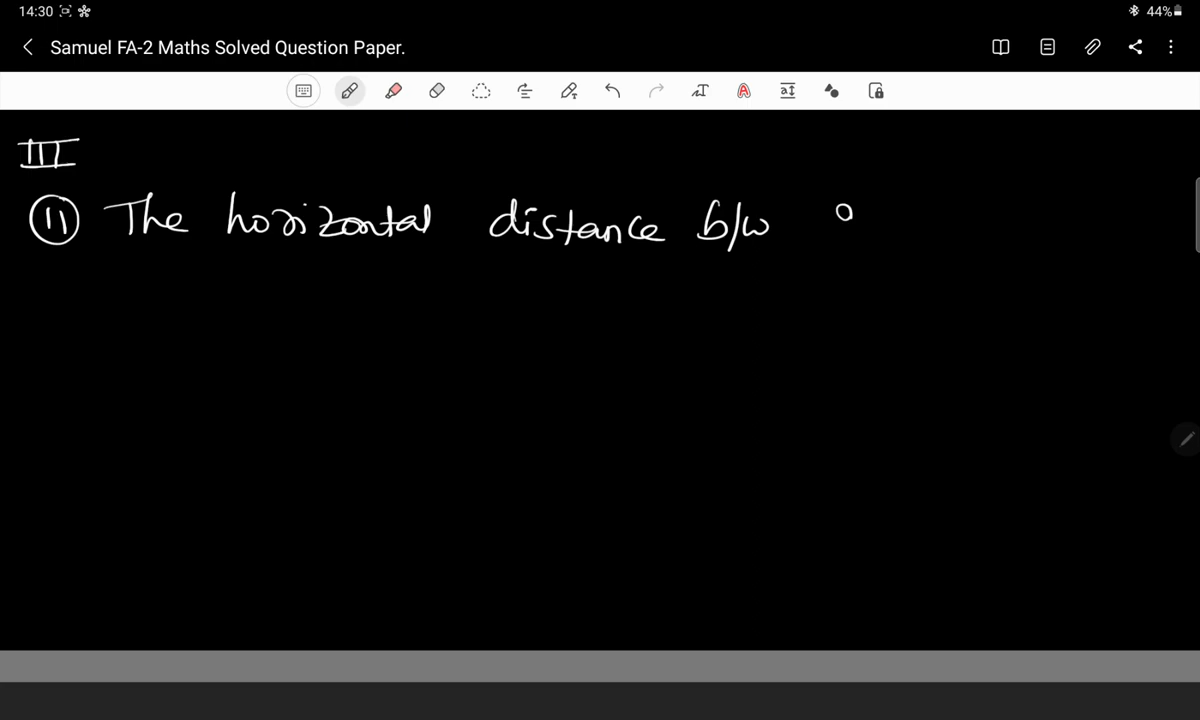 14:30 44%
Samuel FA-2 Maths Solved Question Paper.
III
11 The horizontal distance b/w